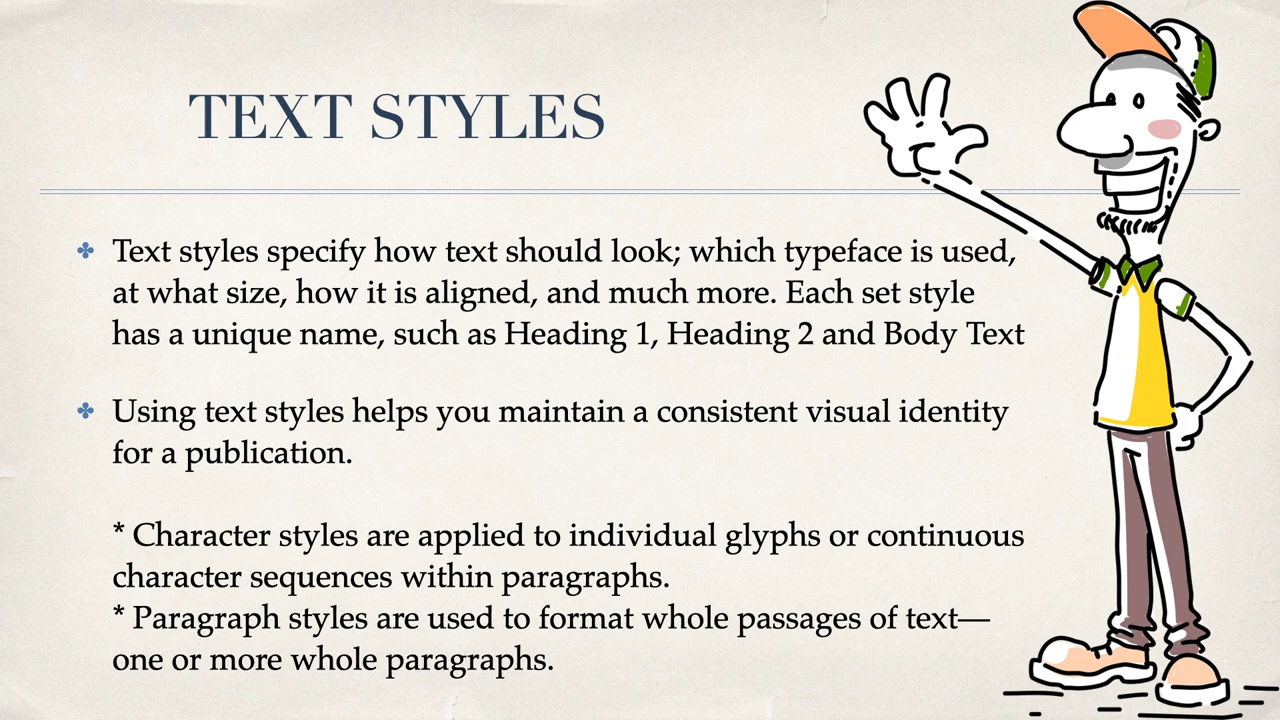 TEXT STYLES
Text styles specify how text should look; which typeface is used,
at what size, how it is aligned, and much more. Each set style
has a unique name, such as Heading 1, Heading 2 and Body Text
Using text styles helps you maintain a consistent visual identity
for a publication.
* Character styles are applied to individual glyphs or continuous
character sequences within paragraphs.
* Paragraph styles are used to format whole passages of text—
one or more whole paragraphs.